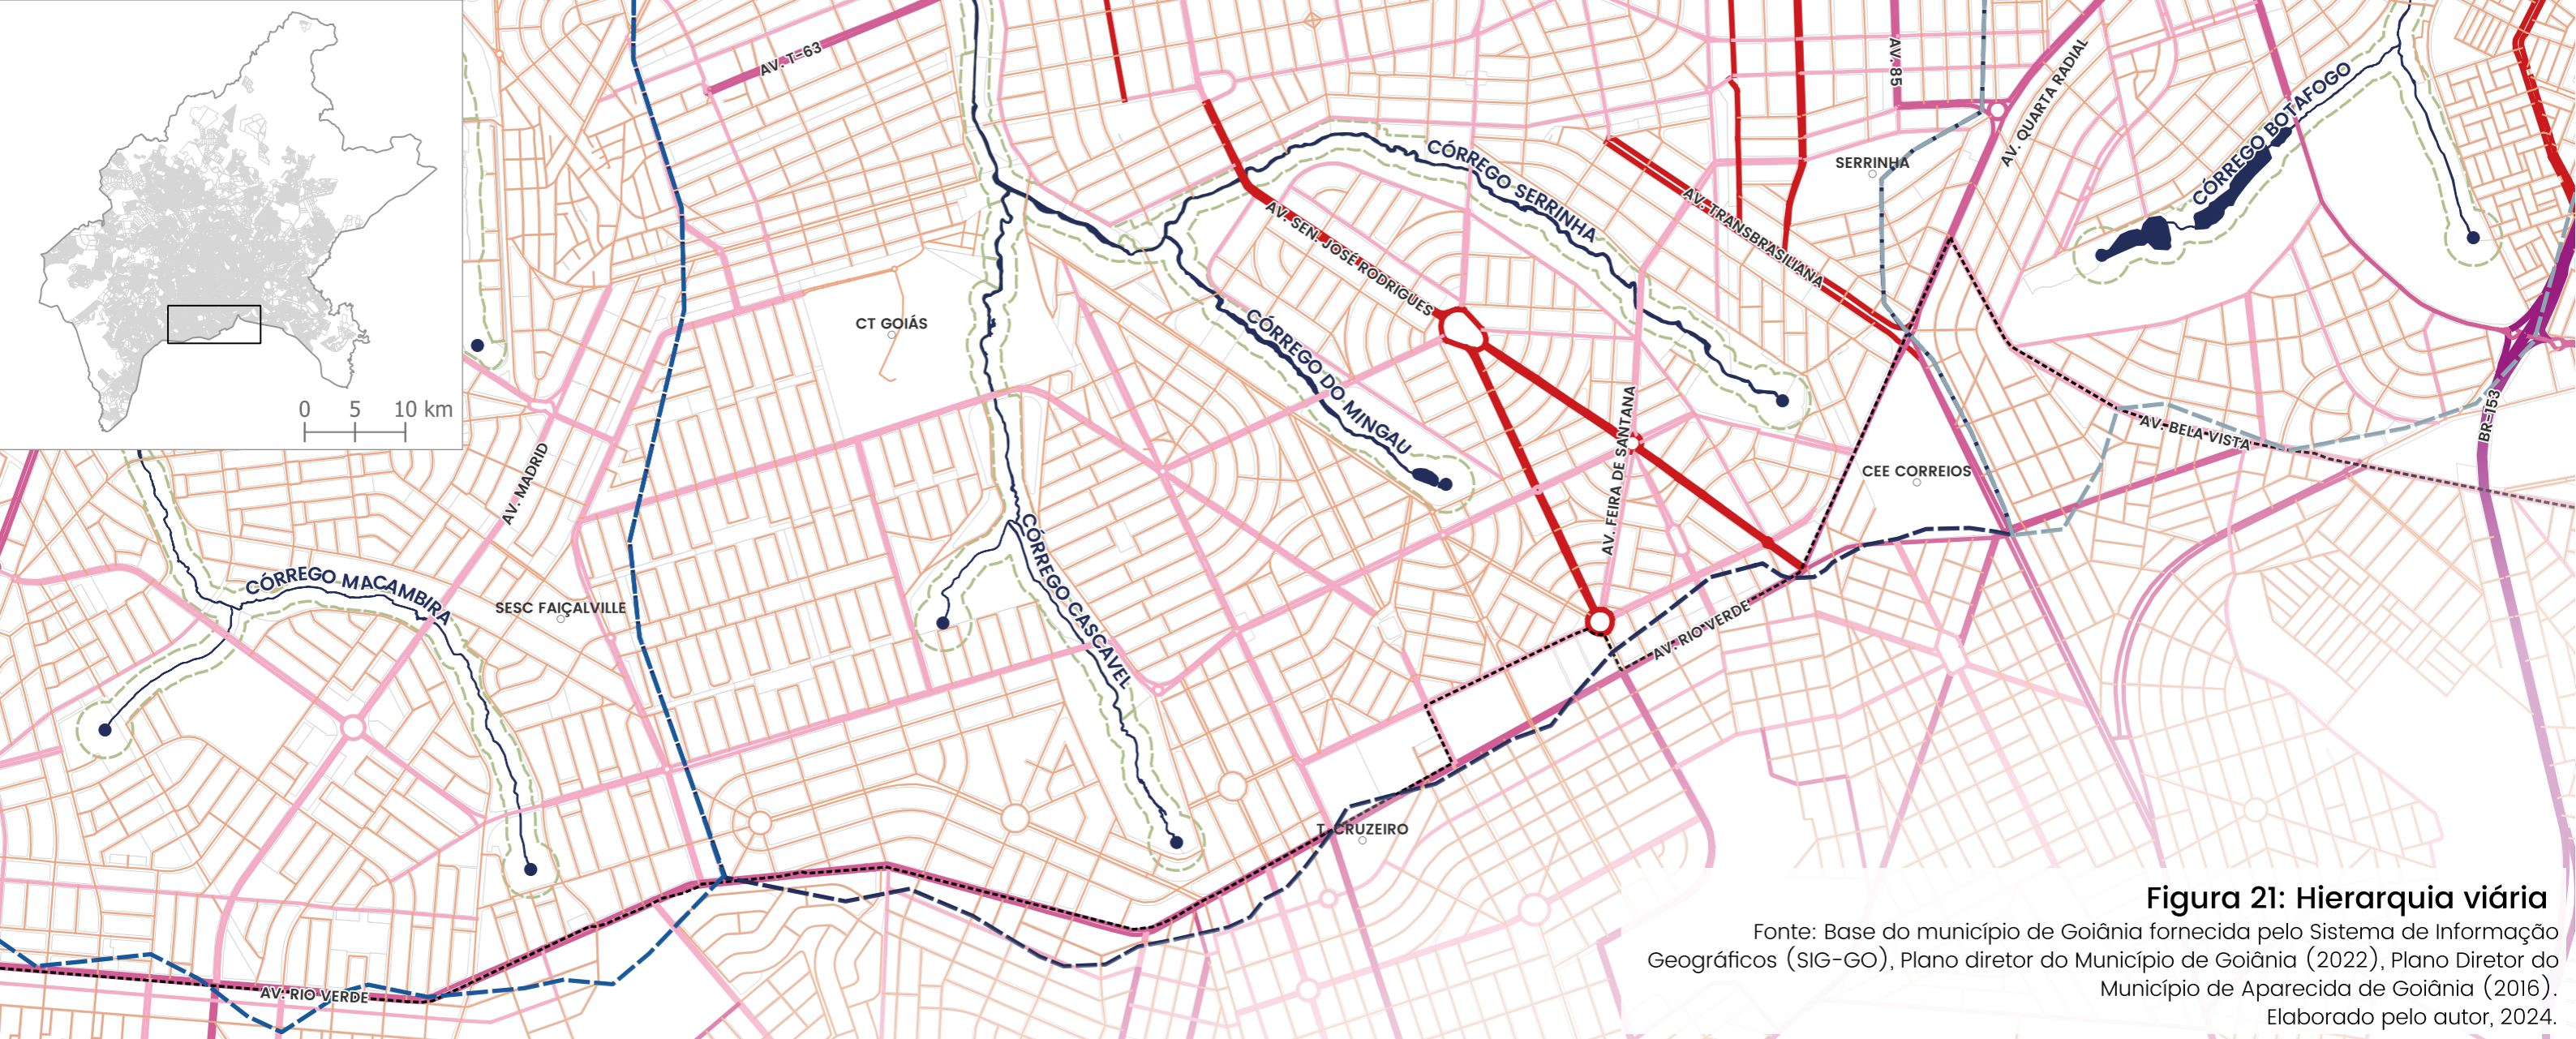 AV. T-63
AV. 85
AV. QUARTA RADIAL
CÓRREGO BOTAFOGO
SERRINHA
CÓRREGO SERRINHA
AV. TRANSBRASILIANA
AV. SEN. JOSÉ RODRIGUES
CT GOIÁS
CÓRREGO DO MINGAU
0 5 10 km
AV. FEIRA DE SANTANA
BR-153
AV. BELA VISTA
CEE CORREIOS
AV. MADRID
CÓRREGO MACAMBIRA
SESC FAIÇALVILLE
CÓRREGO CASCAVEL
AV. RIO VERDE
T. CRUZEIRO
AV. RIO VERDE
Figura 21: Hierarquia viária
Fonte: Base do município de Goiânia fornecida pelo Sistema de Informação
Geográficos (SIG-GO), Plano diretor do Município de Goiânia (2022), Plano Diretor do
Município de Aparecida de Goiânia (2016).
Elaborado pelo autor, 2024.